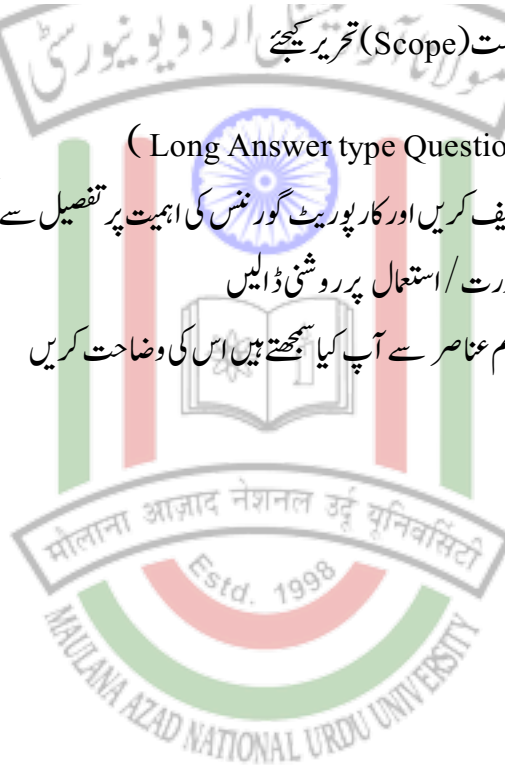 مولانا آزاد نیشنل اردو یونیورسٹی
ت(Scope)تحریر کیجئے
( Long Answer type Questio
یف کریں اور کارپوریٹ گورننس کی اہمیت پر تفصیل سے
ورت / استعمال پر روشنی ڈالیں
م عناصر سے آپ کیا سمجھتے ہیں اس کی وضاحت کریں
मौलाना आज़ाद नेशनल उर्दू यूनिवर्सिटी
Estd. 1998
MAULANA AZAD NATIONAL URDU UNIVERSITY